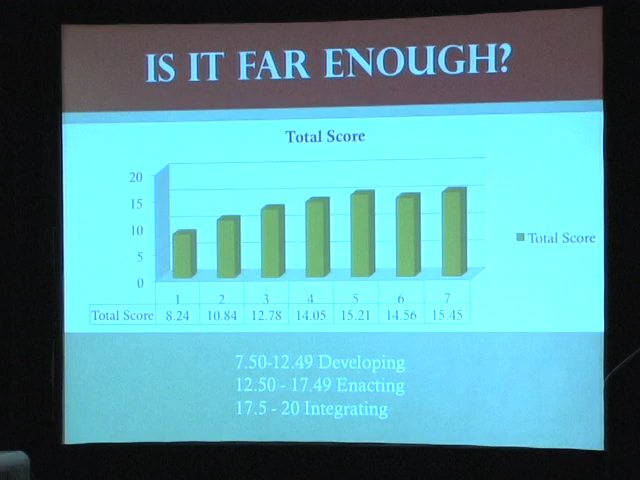 IS IT FAR ENOUGH?
Total Score
20
15
10
5
0
1 2 3 4 5 6 7
Total Score 8.24 10.84 12.78 14.05 15.21 14.56 15.45
Total Score
7.50-12.49 Developing
12.50 - 17.49 Enacting
17.5 - 20 Integrating